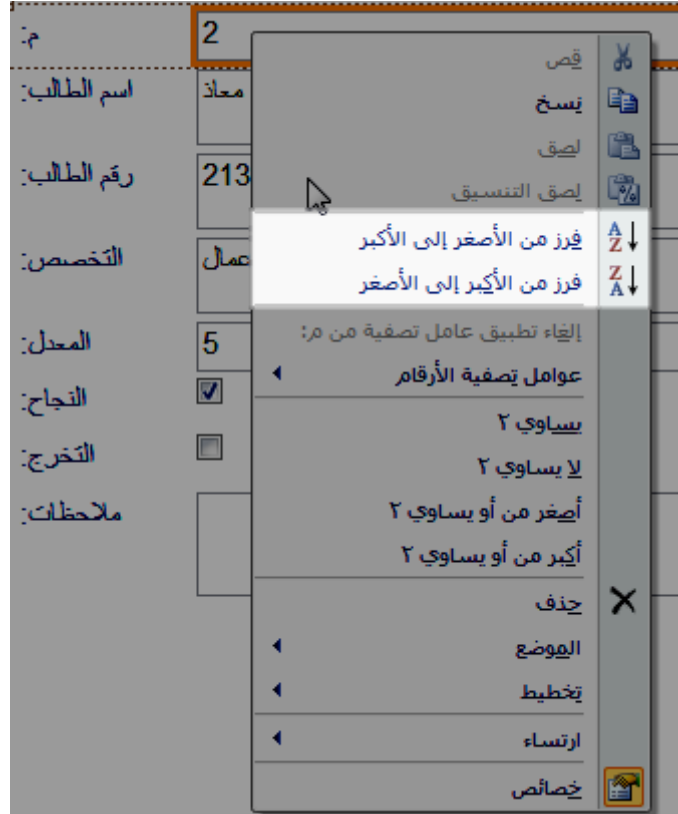 م: 2
اسم الطالب: معاذ
رقم الطالب: 213
التخصص: عمال
المعدل: 5
النجاح:
التخرج:
ملاحظات:
قص
نسخ
لصق
لصق التنسيق
فرز من الأصغر إلى الأكبر
فرز من الأكبر إلى الأصغر
إلغاء تطبيق عامل تصفية من م:
عوامل تصفية الأرقام
يساوي ٢
لا يساوي ٢
أصغر من أو يساوي ٢
أكبر من أو يساوي ٢
حذف
الموضع
تخطيط
ارتساء
خصائص